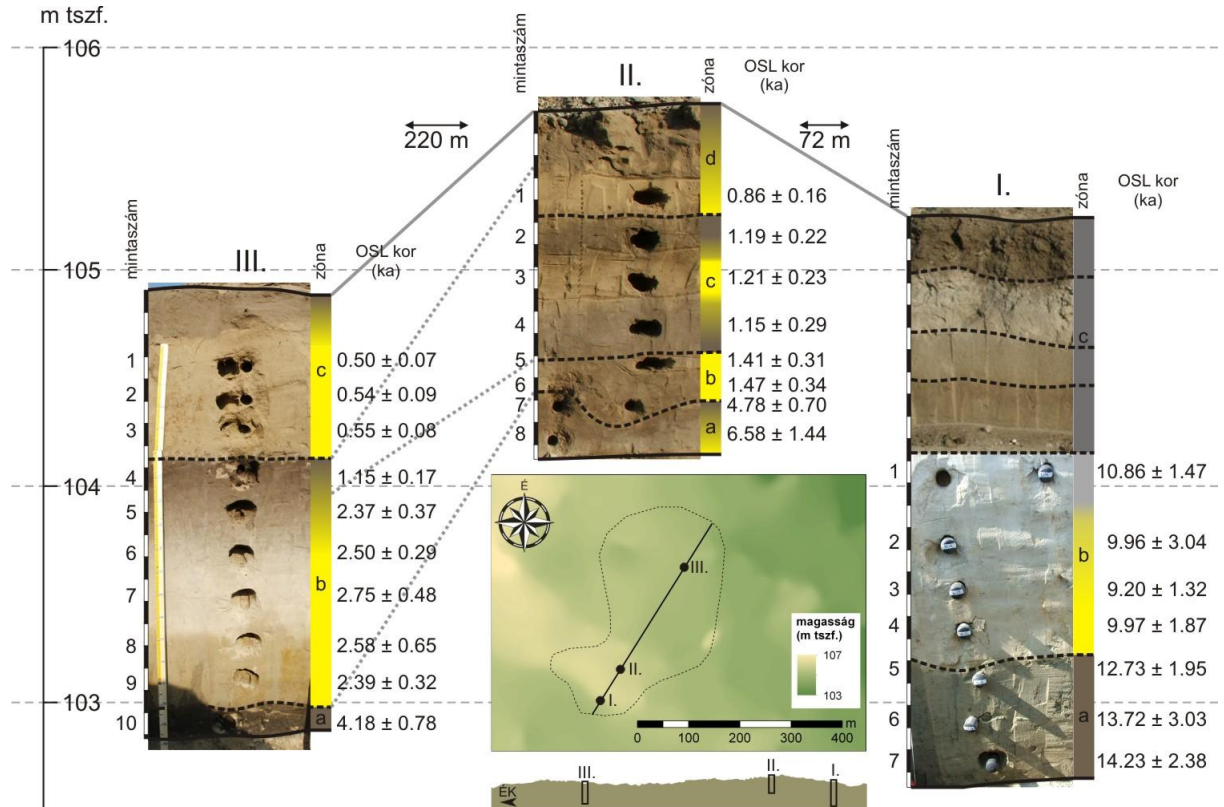 m tszf.
106
105
104
103
220 m
72 m
III.
mintaszám
zóna
OSL kor
(ka)
1
2
3
4
5
6
7
8
9
10
c
b
a
0.50 ± 0.07
0.54 ± 0.09
0.55 ± 0.08
1.15 ± 0.17
2.37 ± 0.37
2.50 ± 0.29
2.75 ± 0.48
2.58 ± 0.65
2.39 ± 0.32
4.18 ± 0.78
II.
mintaszám
zóna
OSL kor
(ka)
1
2
3
4
5
6
7
8
d
c
b
a
0.86 ± 0.16
1.19 ± 0.22
1.21 ± 0.23
1.15 ± 0.29
1.41 ± 0.31
1.47 ± 0.34
4.78 ± 0.70
6.58 ± 1.44
I.
mintaszám
zóna
OSL kor
(ka)
1
2
3
4
5
6
7
c
b
a
10.86 ± 1.47
9.96 ± 3.04
9.20 ± 1.32
9.97 ± 1.87
12.73 ± 1.95
13.72 ± 3.03
14.23 ± 2.38
É
III.
II.
I.
magasság
(m tszf.)
107
103
0 100 200 300 400 m
III.
II.
I.
ÉK